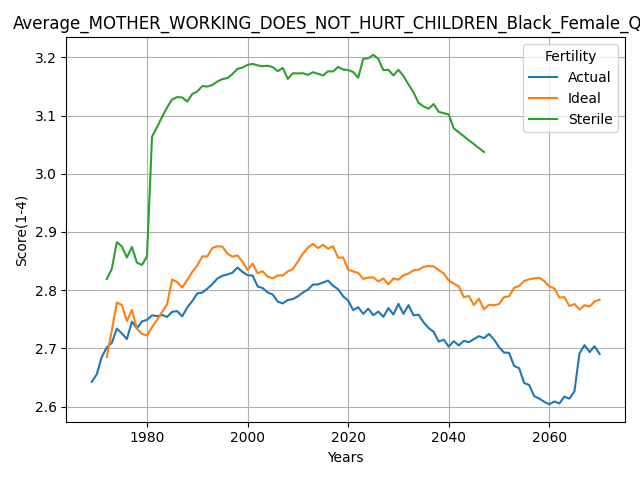 Average_MOTHER_WORKING_DOES_NOT_HURT_CHILDREN_Black_Female_Q
Fertility
Actual
Ideal
Sterile
Score(1-4)
3.2
3.1
3.0
2.9
2.8
2.7
2.6
1980 2000 2020 2040 2060
Years